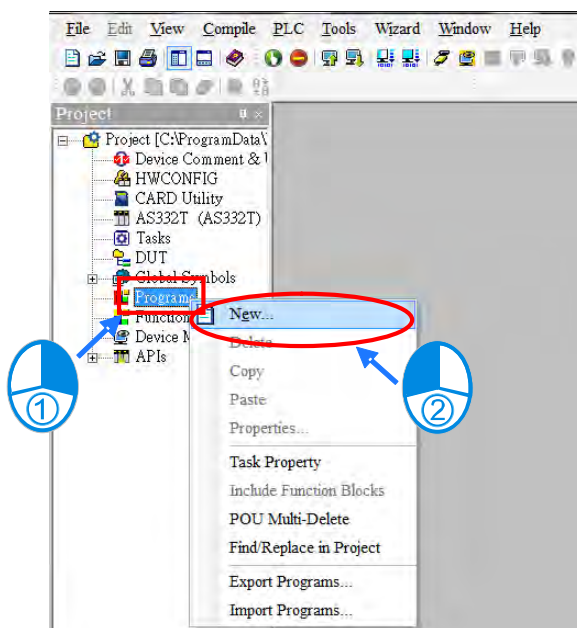 File Edit View Compile PLC Tools Wizard Window Help
Project
Project [C:\ProgramData\
Device Comment &
HWCONFIG
CARD Utility
AS332T (AS332T)
Tasks
DUT
Global Symbols
Programs
Function
Device M
APIs
New...
Delete
Copy
Paste
Properties...
Task Property
Include Function Blocks
POU Multi-Delete
Find/Replace in Project
Export Programs...
Import Programs...
1
2